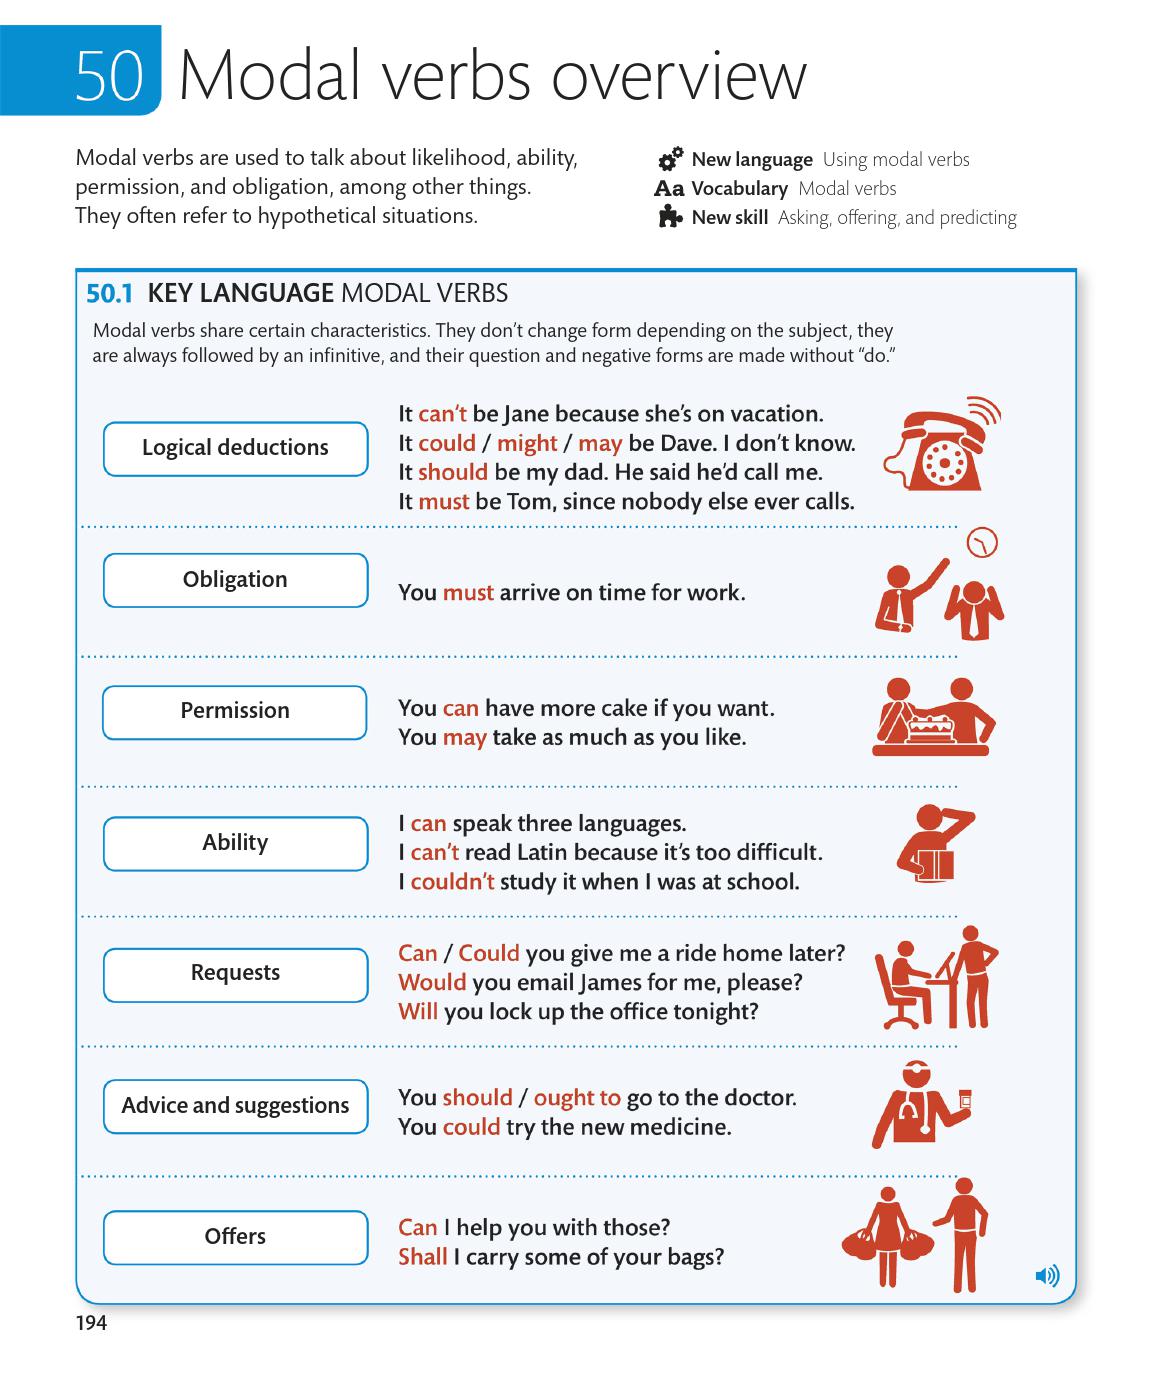 50 Modal verbs overview
Modal verbs are used to talk about likelihood, ability,
permission, and obligation, among other things.
They often refer to hypothetical situations.
New language Using modal verbs
Aa Vocabulary Modal verbs
New skill Asking, offering, and predicting
50.1 KEY LANGUAGE MODAL VERBS
Modal verbs share certain characteristics. They don’t change form depending on the subject, they
are always followed by an infinitive, and their question and negative forms are made without “do.”
Logical deductions
It can’t be Jane because she’s on vacation.
It could / might / may be Dave. I don’t know.
It should be my dad. He said he’d call me.
It must be Tom, since nobody else ever calls.
Obligation
You must arrive on time for work.
Permission
You can have more cake if you want.
You may take as much as you like.
Ability
I can speak three languages.
I can’t read Latin because it’s too difficult.
I couldn’t study it when I was at school.
Requests
Can / Could you give me a ride home later?
Would you email James for me, please?
Will you lock up the office tonight?
Advice and suggestions
You should / ought to go to the doctor.
You could try the new medicine.
Offers
Can I help you with those?
Shall I carry some of your bags?
194